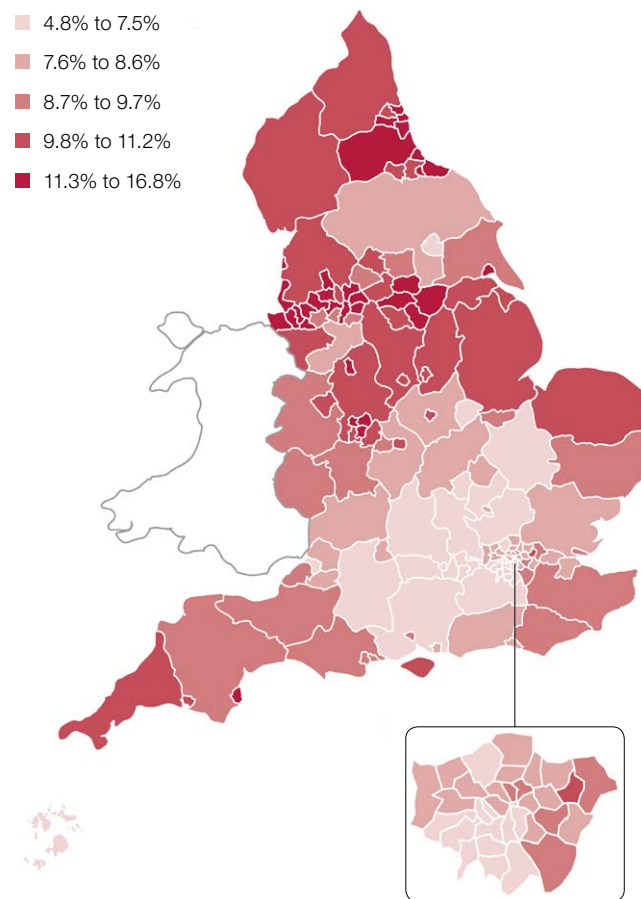 4.8% to 7.5%
7.6% to 8.6%
8.7% to 9.7%
9.8% to 11.2%
11.3% to 16.8%